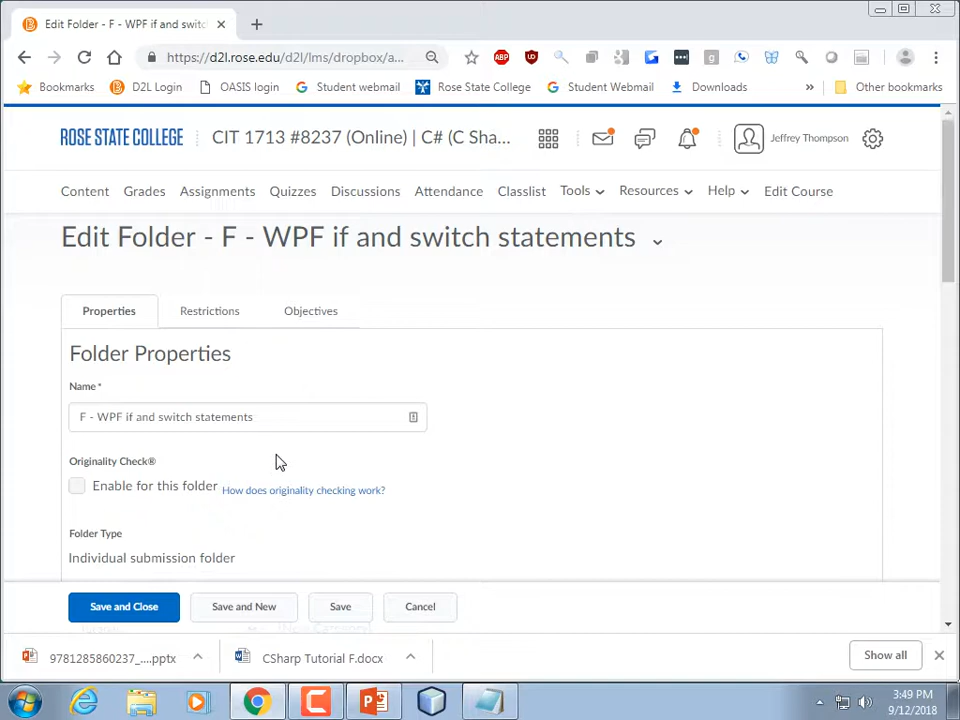 Edit Folder - F - WPF if and switc
https://d2l.rose.edu/d2l/lms/dropbox/a...
ABP
Bookmarks D2L Login OASIS login Student webmail Rose State College Student Webmail Downloads » Other bookmarks
ROSE STATE COLLEGE CIT 1713 #8237 (Online) | C# (C Sha... Jeffrey Thompson
Content Grades Assignments Quizzes Discussions Attendance Classlist Tools Resources Help Edit Course
Edit Folder - F - WPF if and switch statements
Properties Restrictions Objectives
Folder Properties
Name *
F - WPF if and switch statements
Originality Check®
Enable for this folder How does originality checking work?
Folder Type
Individual submission folder
Save and Close Save and New Save Cancel
9781285860237_....pptx CSharp Tutorial F.docx Show all
3:49 PM
9/12/2018